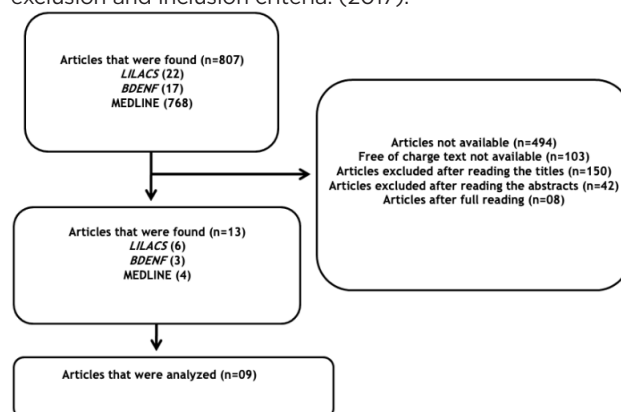 exclusion and inclusion criteria. (2017).
Articles that were found (n=807)
LILACS (22)
BDENF (17)
MEDLINE (768)
Articles not available (n=494)
Free of charge text not available (n=103)
Articles excluded after reading the titles (n=150)
Articles excluded after reading the abstracts (n=42)
Articles after full reading (n=08)
Articles that were found (n=13)
LILACS (6)
BDENF (3)
MEDLINE (4)
Articles that were analyzed (n=09)